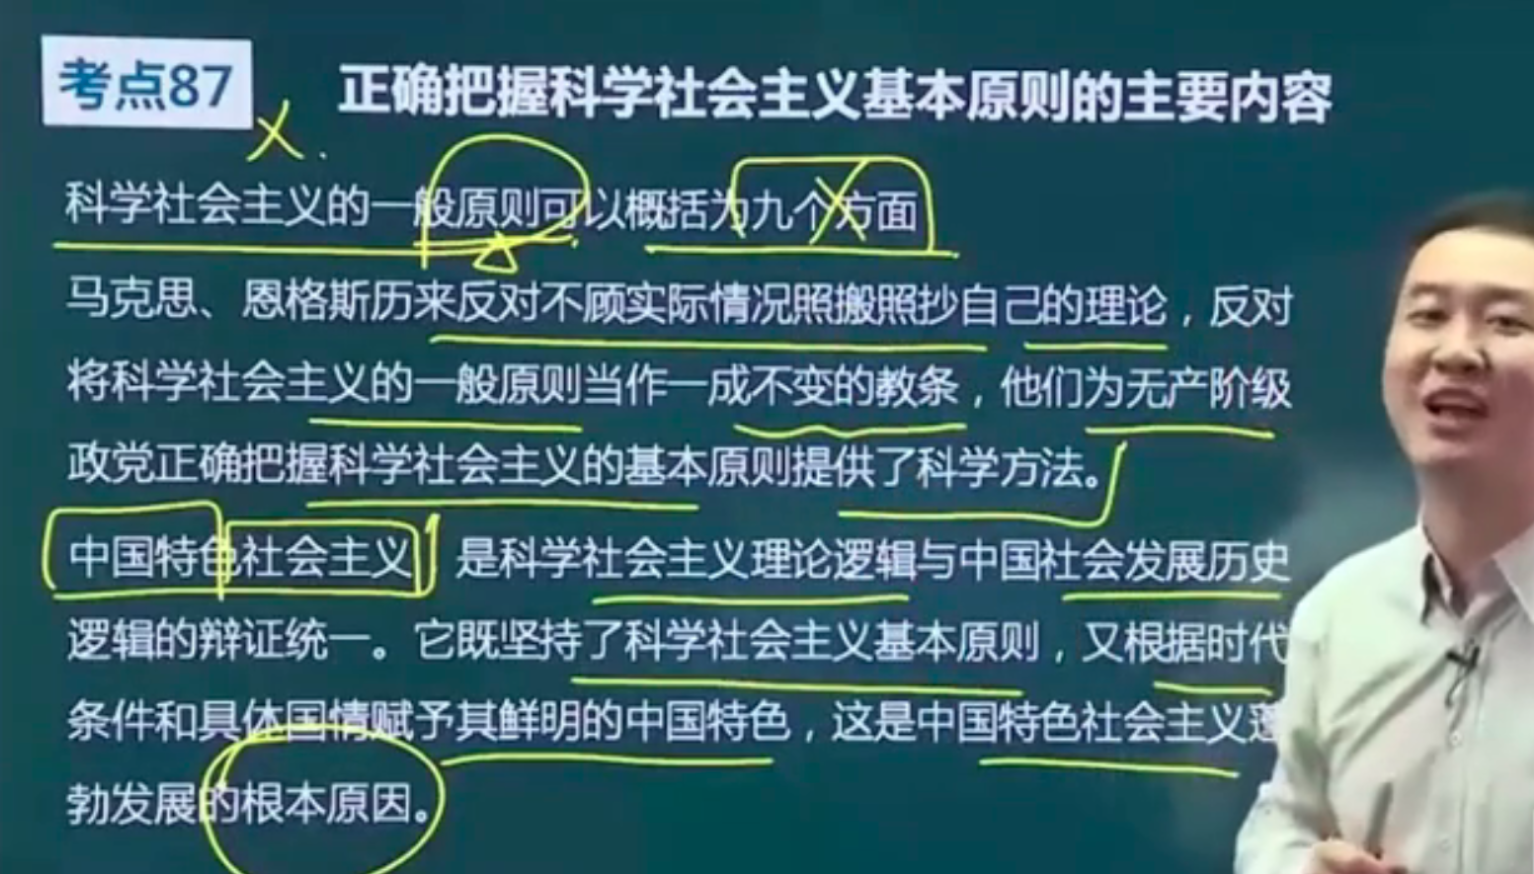 考点87
正确把握科学社会主义基本原则的主要内容
科学社会主义的一般原则可以概括为九个方面
马克思、恩格斯历来反对不顾实际情况照搬照抄自己的理论，反对
将科学社会主义的一般原则当作一成不变的教条，他们为无产阶级
政党正确把握科学社会主义的基本原则提供了科学方法。
中国特色社会主义，是科学社会主义理论逻辑与中国社会发展历史
逻辑的辩证统一。它既坚持了科学社会主义基本原则，又根据时代
条件和具体国情赋予其鲜明的中国特色，这是中国特色社会主义蓬
勃发展的根本原因。